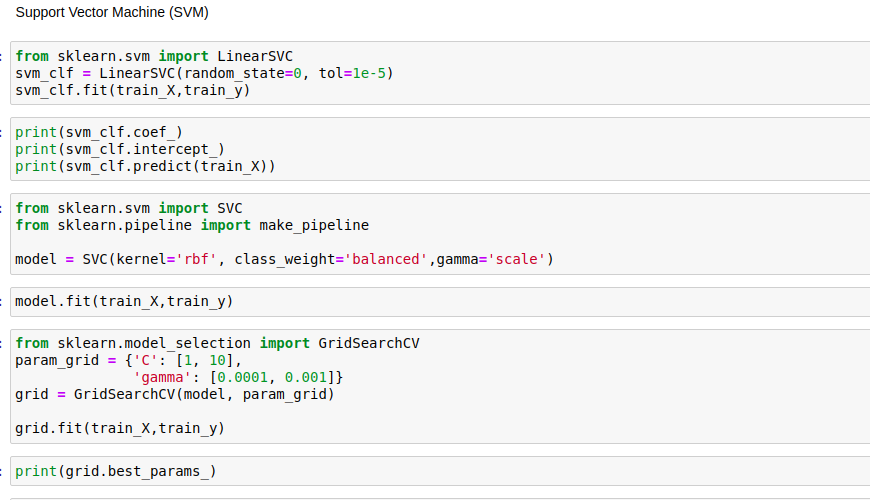 Support Vector Machine (SVM)
: from sklearn.svm import LinearSVC
svm_clf = LinearSVC(random_state=0, tol=1e-5)
svm_clf.fit(train_X,train_y)
: print(svm_clf.coef_)
print(svm_clf.intercept_)
print(svm_clf.predict(train_X))
: from sklearn.svm import SVC
from sklearn.pipeline import make_pipeline
model = SVC(kernel='rbf', class_weight='balanced',gamma='scale')
: model.fit(train_X,train_y)
: from sklearn.model_selection import GridSearchCV
param_grid = {'C': [1, 10],
'gamma': [0.0001, 0.001]}
grid = GridSearchCV(model, param_grid)
grid.fit(train_X,train_y)
: print(grid.best_params_)